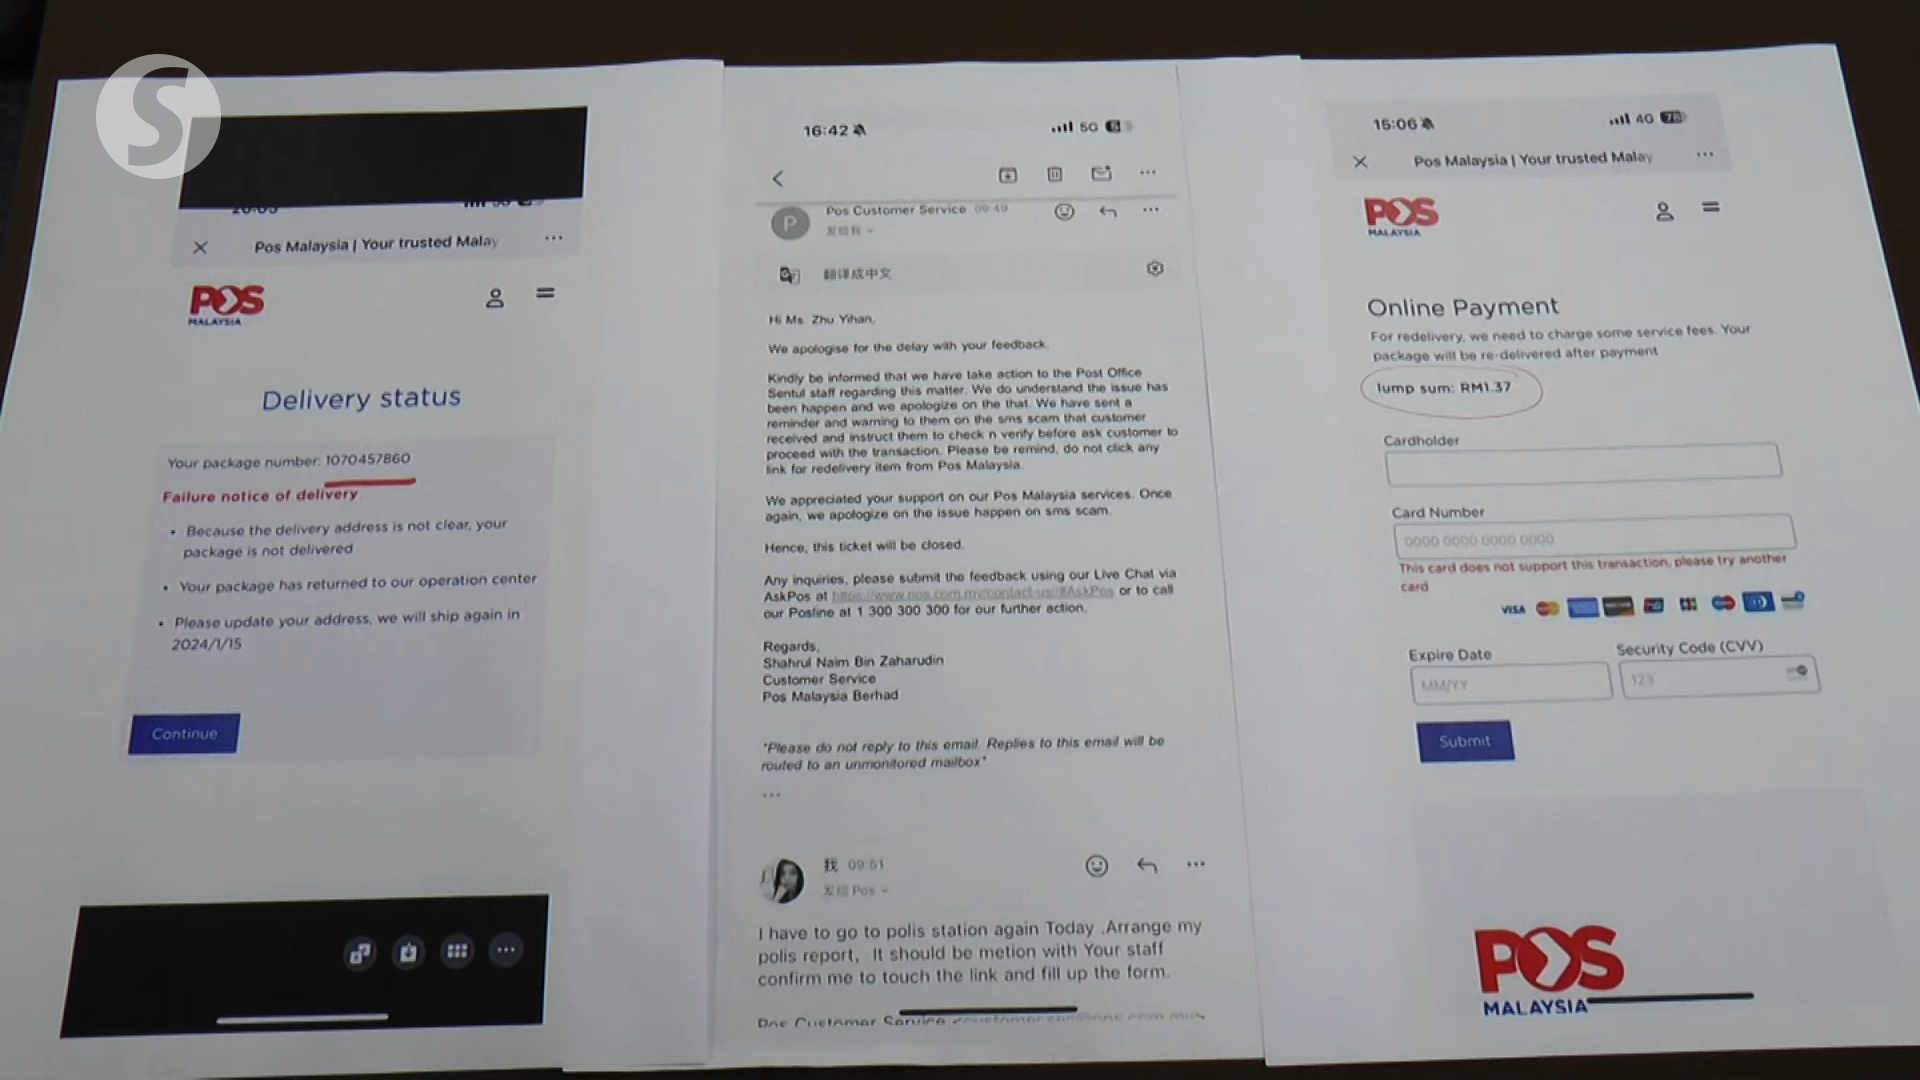 S
Pos Malaysia | Your trusted Malay
POS
MALAYSIA
Delivery status
Your package number: 1070457860
Failure notice of delivery
• Because the delivery address is not clear, your
package is not delivered
• Your package has returned to our operation center
• Please update your address, we will ship again in
2024/1/15
Continue
16:42
5G
P
Pos Customer Service 09:49
发给我
翻译成中文
Hi Ms. Zhu Yihan,
We apologise for the delay with your feedback.
Kindly be informed that we have take action to the Post Office
Sentul staff regarding this matter. We do understand the issue has
been happen and we apologize on the that. We have sent a
reminder and warning to them on the sms scam that customer
received and instruct them to check n verify before ask customer to
proceed with the transaction. Please be remind, do not click any
link for redelivery item from Pos Malaysia.
We appreciated your support on our Pos Malaysia services. Once
again, we apologize on the issue happen on sms scam.
Hence, this ticket will be closed.
Any inquiries, please submit the feedback using our Live Chat via
AskPos at https://www.pos.com.my/contact-us/#AskPos or to call
our Posline at 1 300 300 300 for our further action.
Regards,
Shahrul Naim Bin Zaharudin
Customer Service
Pos Malaysia Berhad
*Please do not reply to this email. Replies to this email will be
routed to an unmonitored mailbox*
我 09:51
发给 Pos
I have to go to polis station again Today .Arrange my
polis report, It should be metion with Your staff
confirm me to touch the link and fill up the form.
Pos Customer Service
15:06
4G 78
Pos Malaysia | Your trusted Malay
POS
MALAYSIA
Online Payment
For redelivery, we need to charge some service fees. Your
package will be re-delivered after payment
lump sum: RM1.37
Cardholder
Card Number
0000 0000 0000 0000
This card does not support this transaction, please try another
card
VISA
Expire Date
Security Code (CVV)
MM/YY
123
Submit
POS
MALAYSIA